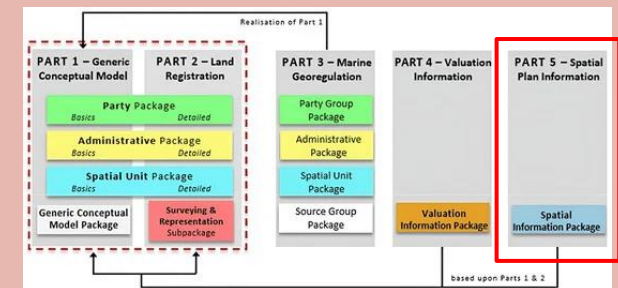 Realisation of Part 1
PART 1 – Generic
Conceptual Model
PART 2 – Land
Registration
PART 3 – Marine
Georegulation
PART 4 – Valuation
Information
PART 5 – Spatial
Plan Information
Party Package
Basics Detailed
Administrative Package
Basics Detailed
Spatial Unit Package
Basics Detailed
Generic Conceptual
Model Package
Surveying &
Representation
Subpackage
Party Group
Package
Administrative
Package
Spatial Unit
Package
Source Group
Package
Valuation
Information Package
Spatial
Information Package
based upon Parts 1 & 2